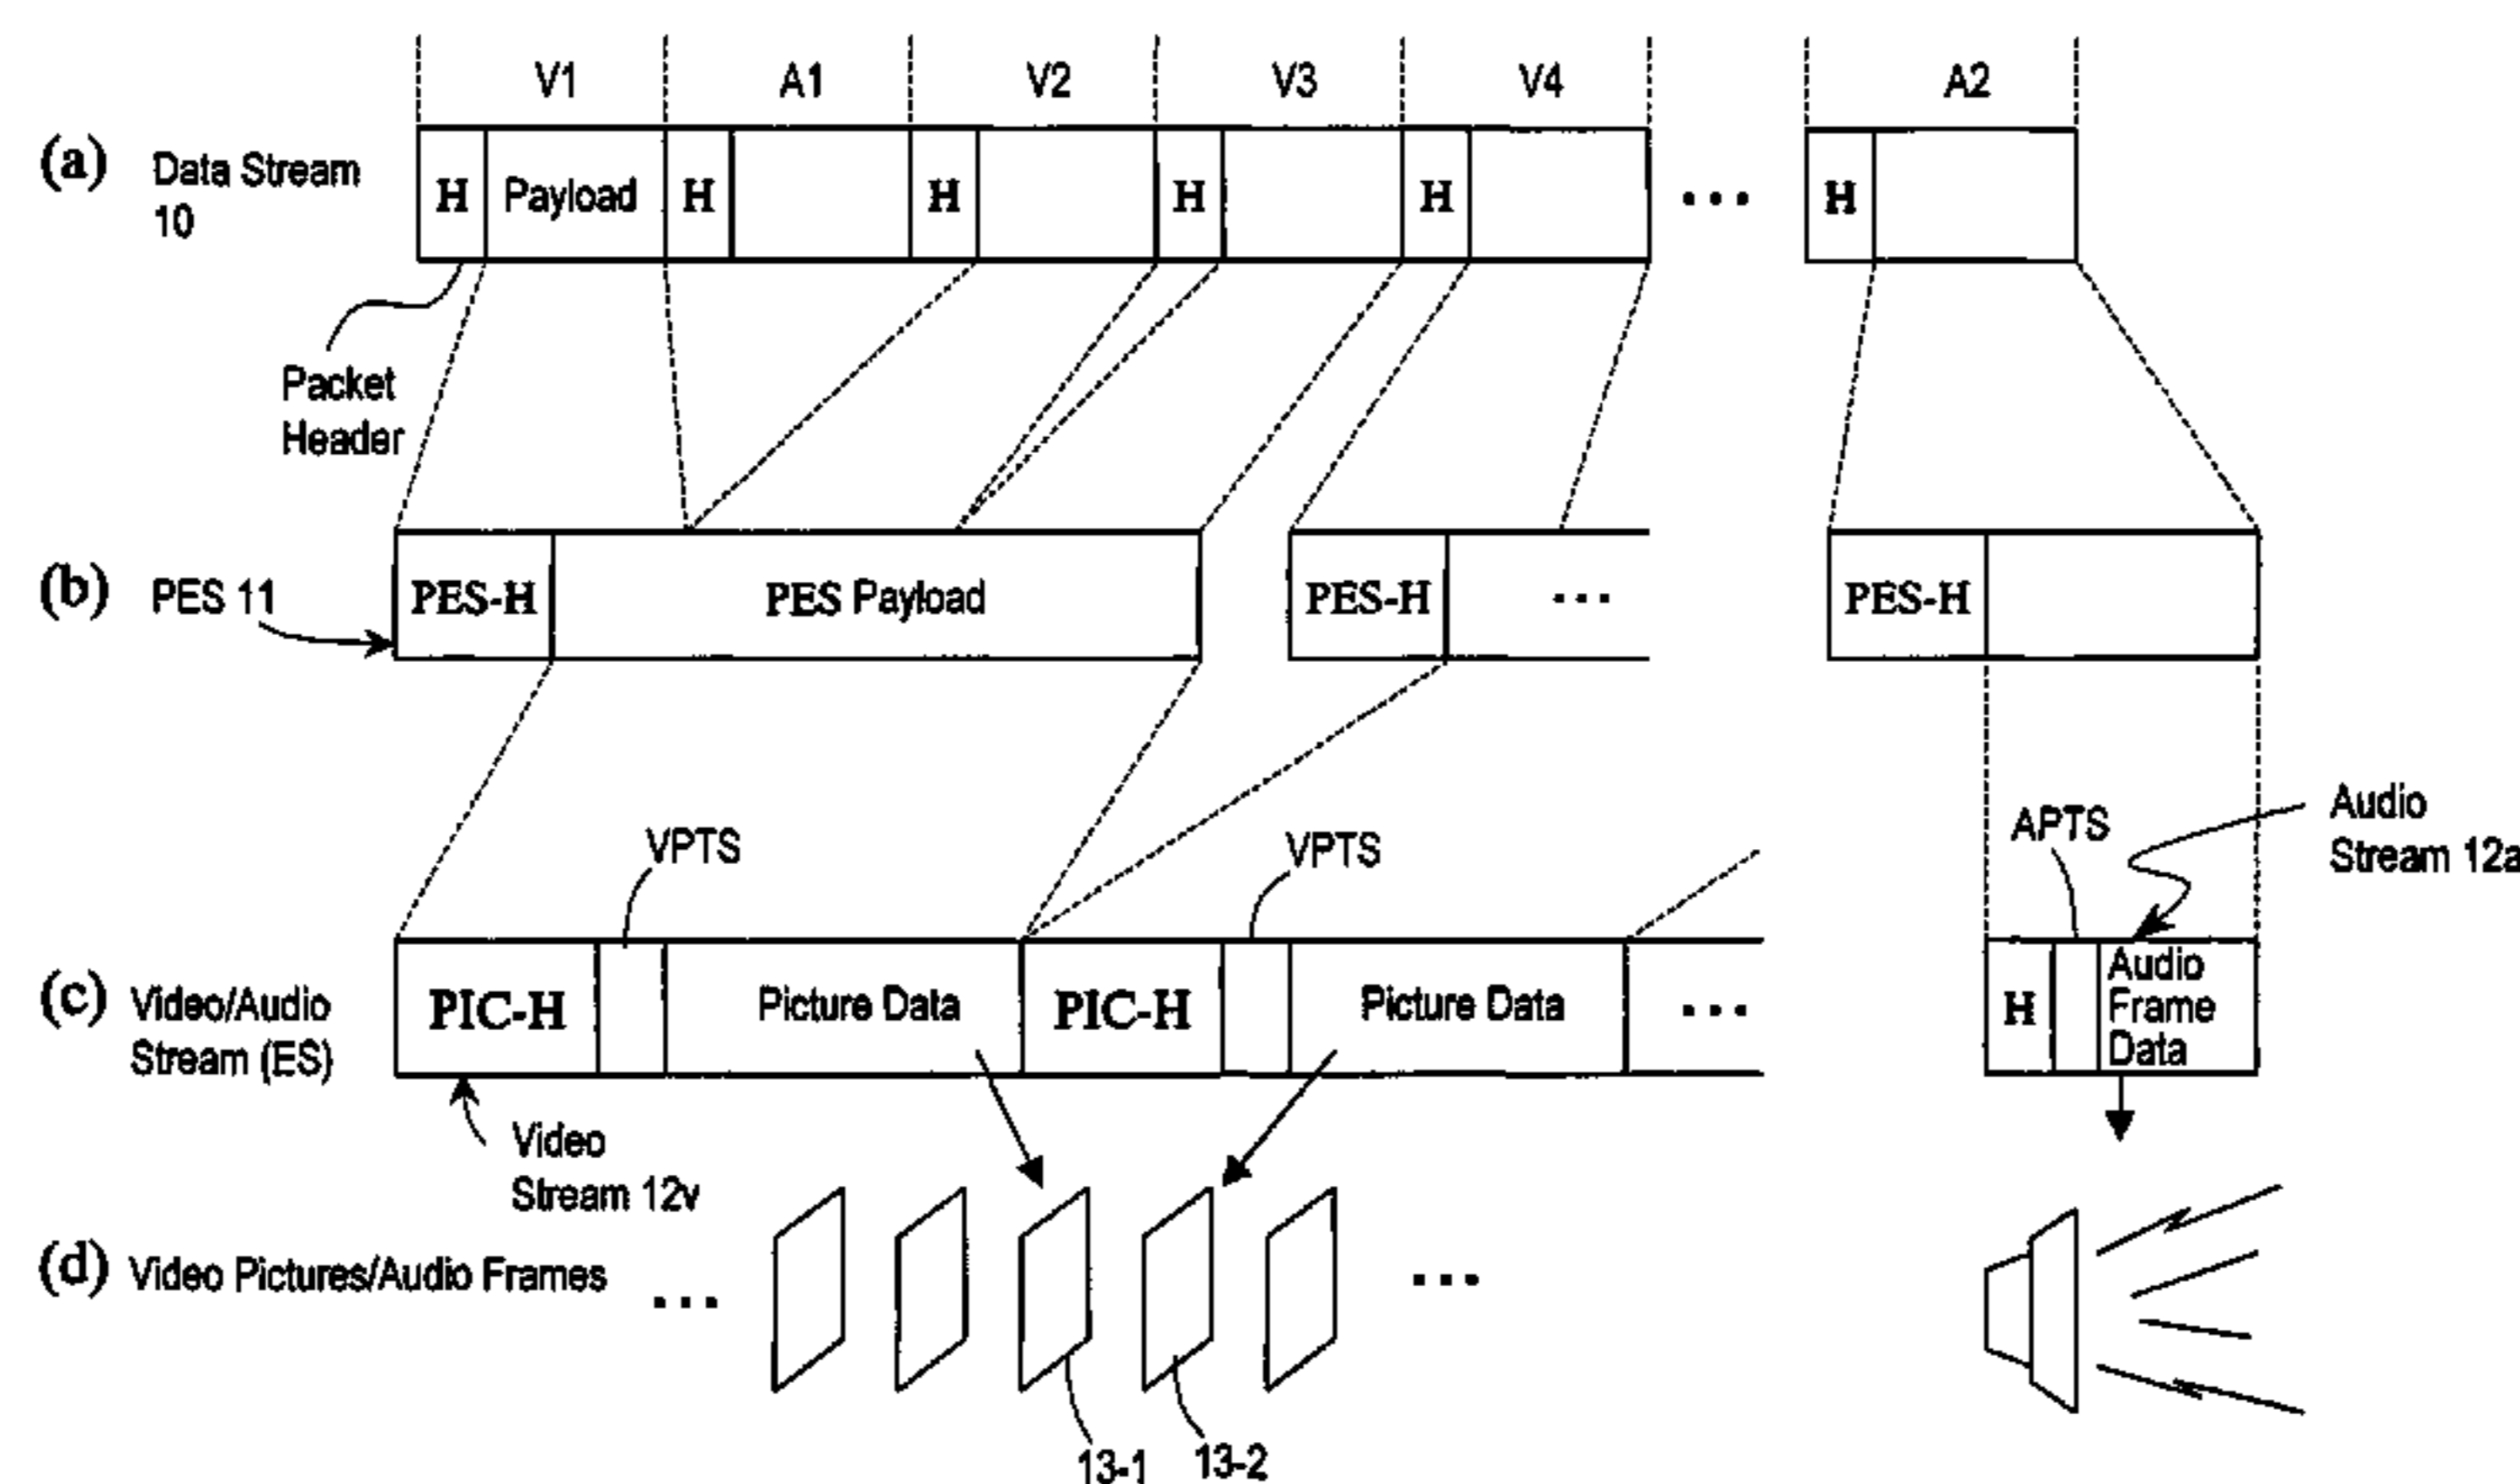 V1 A1 V2 V3 V4 A2
(a) Data Stream
10
H Payload H H H H ... H
Packet
Header
(b) PES 11
PES-H PES Payload PES-H ... PES-H
VPTS VPTS APTS Audio
Stream 12a
(c) Video/Audio
Stream (ES)
PIC-H Picture Data PIC-H Picture Data ... H Audio
Frame
Data
Video
Stream 12v
(d) Video Pictures/Audio Frames
... ...
13-1 13-2